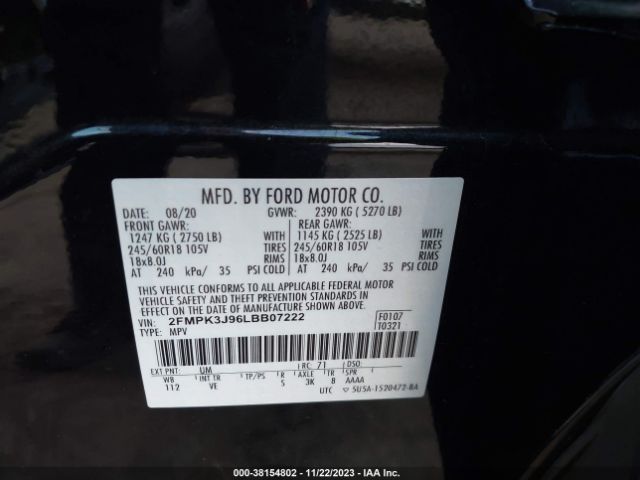 MFD. BY FORD MOTOR CO.
DATE: 08/20 GVWR: 2390 KG ( 5270 LB)
FRONT GAWR: REAR GAWR:
1247 KG ( 2750 LB) 1145 KG ( 2525 LB)
245/60R18 105V TIRES 245/60R18 105V TIRES
18x8.0J RIMS 18x8.0J RIMS
AT 240 kPa/ 35 PSI COLD AT 240 kPa/ 35 PSI COLD
THIS VEHICLE CONFORMS TO ALL APPLICABLE FEDERAL MOTOR
VEHICLE SAFETY AND THEFT PREVENTION STANDARDS IN
EFFECT ON THE DATE OF MANUFACTURE SHOWN ABOVE.
VIN: 2FMPK3J96LBB07222 F0107
TYPE: MPV T0321
EXT PNT: UM RC: 71 DSO:
WB INT TR TP/PS R AXLE TR SPR
112 VE 5 3K 8 AAAA
UTC 5U5A-1520472-BA
000-38154802 - 11/22/2023 - IAA Inc.